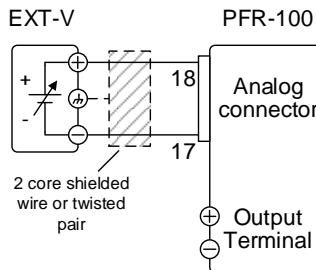 EXT-V
PFR-100
+
-
18
17
Analog
connector
2 core shielded
wire or twisted
pair
Output
Terminal